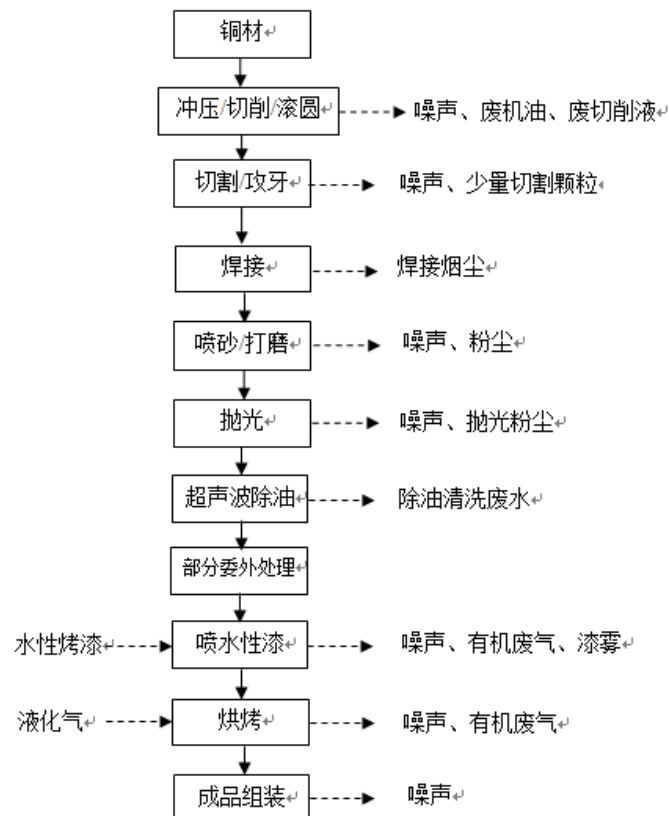 铜材
冲压/切削/滚圆 噪声、废机油、废切削液
切割/攻牙 噪声、少量切割颗粒
焊接 焊接烟尘
喷砂/打磨 噪声、粉尘
抛光 噪声、抛光粉尘
超声波除油 除油清洗废水
部分委外处理
水性烤漆 喷水性漆 噪声、有机废气、漆雾
液化气 烘烤 噪声、有机废气
成品组装 噪声